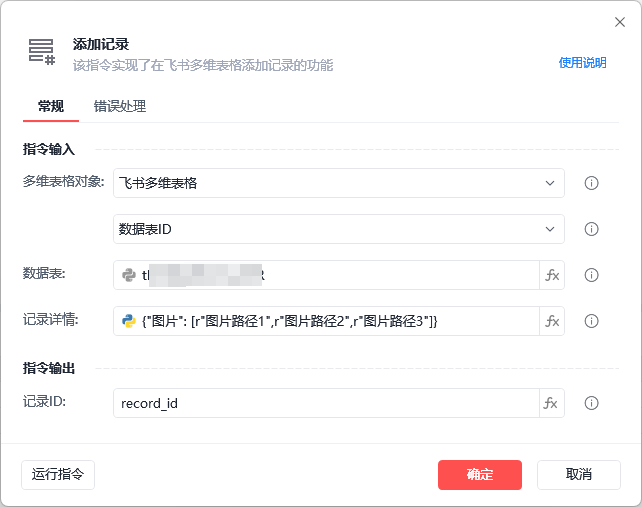 添加记录
该指令实现了在飞书多维表格添加记录的功能
使用说明
常规 错误处理
指令输入
多维表格对象: 飞书多维表格
数据表ID
数据表: fx
记录详情: {"图片": [r"图片路径1",r"图片路径2",r"图片路径3"]} fx
指令输出
记录ID: record_id fx
运行指令 确定 取消